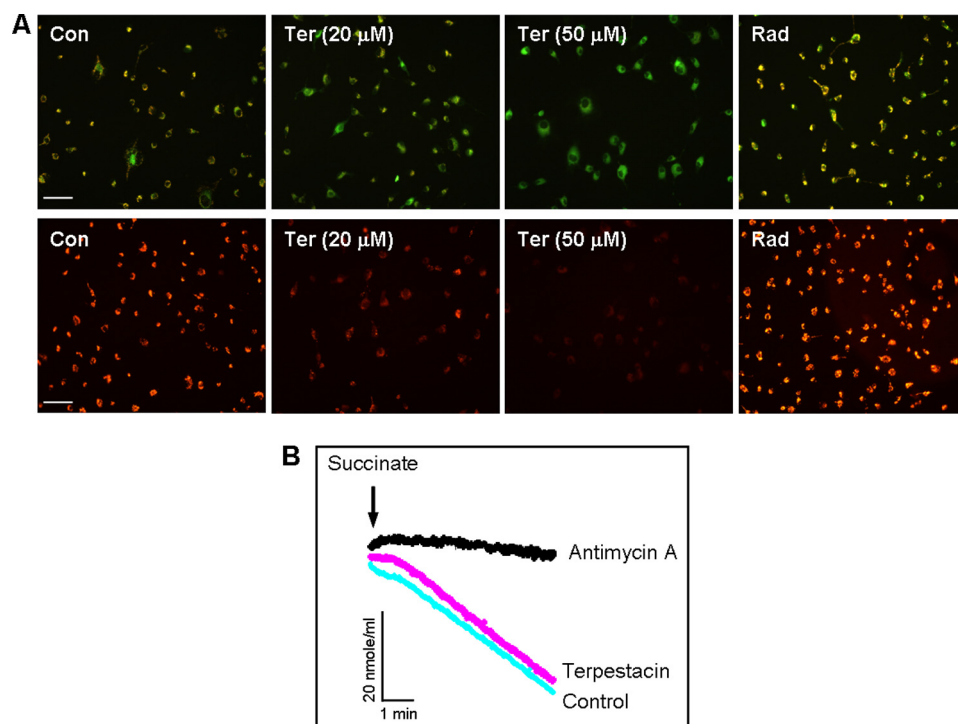 A
Con
Ter (20 μM)
Ter (50 μM)
Rad
Con
Ter (20 μM)
Ter (50 μM)
Rad
B
Succinate
Antimycin A
Terpestacin
Control
20 nmole/ml
1 min